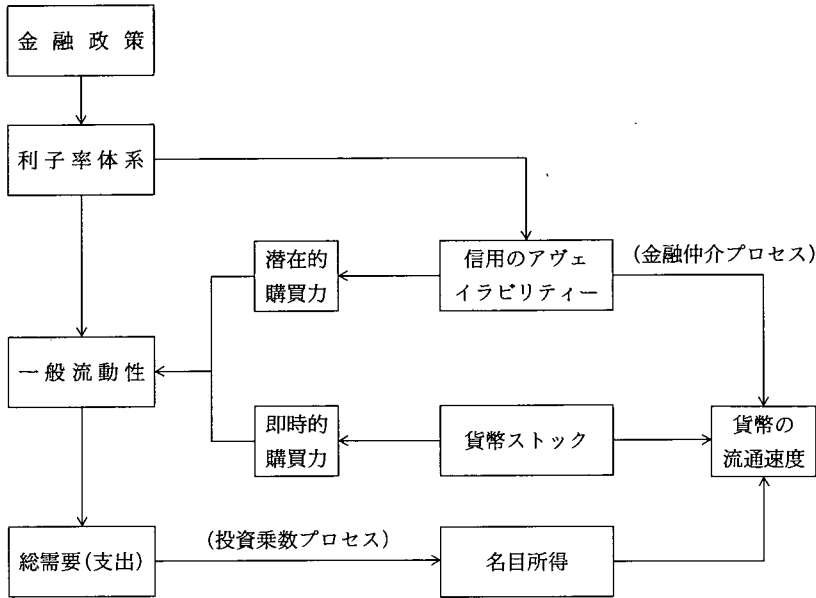 金融政策
利子率体系
潜在的
購買力
信用のアヴェ
イラビリティー
(金融仲介プロセス)
一般流動性
即時的
購買力
貨幣ストック
貨幣の
流通速度
総需要(支出)
(投資乗数プロセス)
名目所得